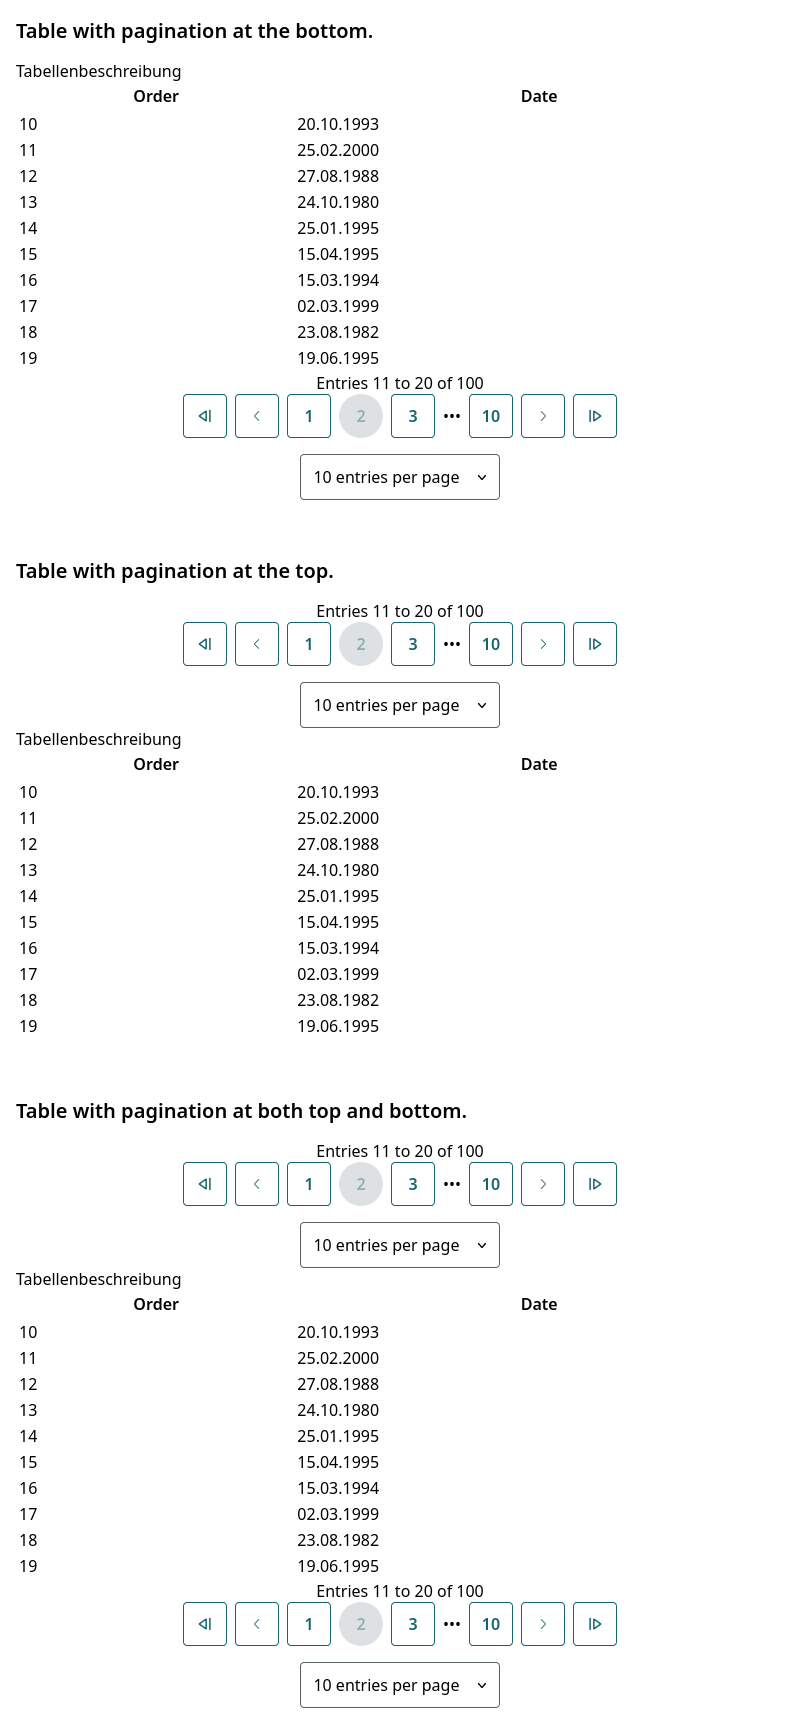 Table with pagination at the bottom.
Tabellenbeschreibung
Order Date
10 20.10.1993
11 25.02.2000
12 27.08.1988
13 24.10.1980
14 25.01.1995
15 15.04.1995
16 15.03.1994
17 02.03.1999
18 23.08.1982
19 19.06.1995
Entries 11 to 20 of 100
1 2 3 ••• 10
10 entries per page
Table with pagination at the top.
Entries 11 to 20 of 100
1 2 3 ••• 10
10 entries per page
Tabellenbeschreibung
Order Date
10 20.10.1993
11 25.02.2000
12 27.08.1988
13 24.10.1980
14 25.01.1995
15 15.04.1995
16 15.03.1994
17 02.03.1999
18 23.08.1982
19 19.06.1995
Table with pagination at both top and bottom.
Entries 11 to 20 of 100
1 2 3 ••• 10
10 entries per page
Tabellenbeschreibung
Order Date
10 20.10.1993
11 25.02.2000
12 27.08.1988
13 24.10.1980
14 25.01.1995
15 15.04.1995
16 15.03.1994
17 02.03.1999
18 23.08.1982
19 19.06.1995
Entries 11 to 20 of 100
1 2 3 ••• 10
10 entries per page